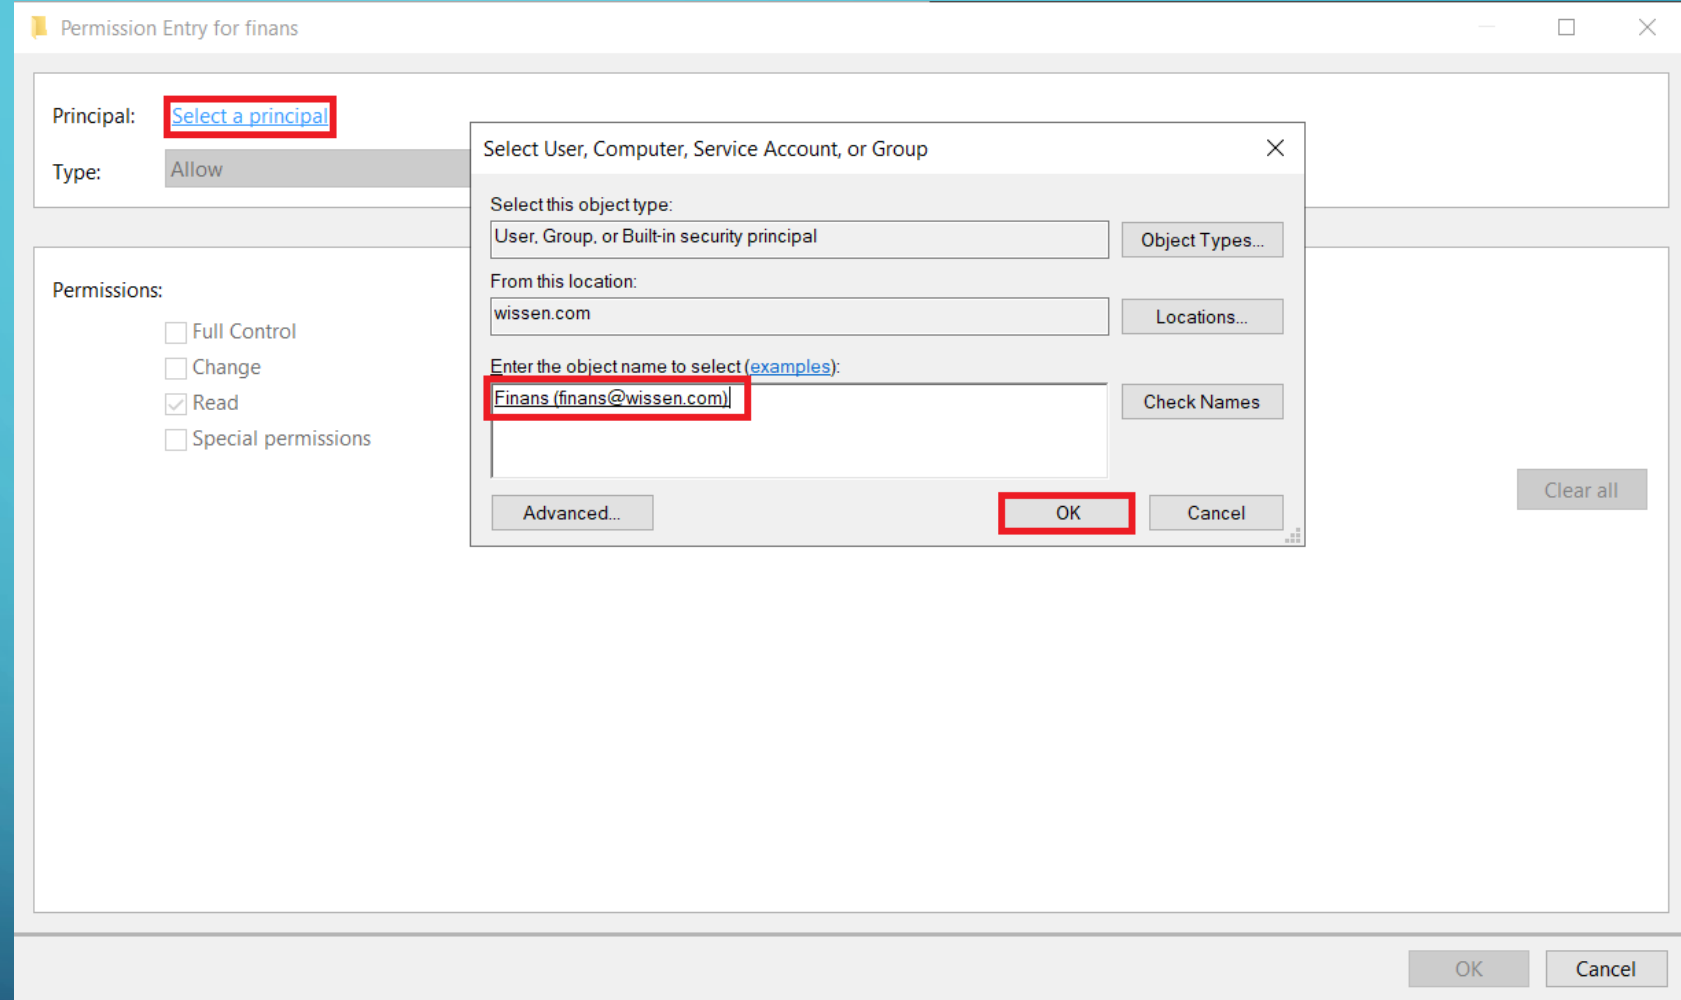 Permission Entry for finans
Principal: Select a principal
Type: Allow
Permissions:
Full Control
Change
Read
Special permissions
Clear all
Select User, Computer, Service Account, or Group
Select this object type:
User, Group, or Built-in security principal
Object Types...
From this location:
wissen.com
Locations...
Enter the object name to select (examples):
Finans (finans@wissen.com)
Check Names
Advanced...
OK
Cancel
OK
Cancel